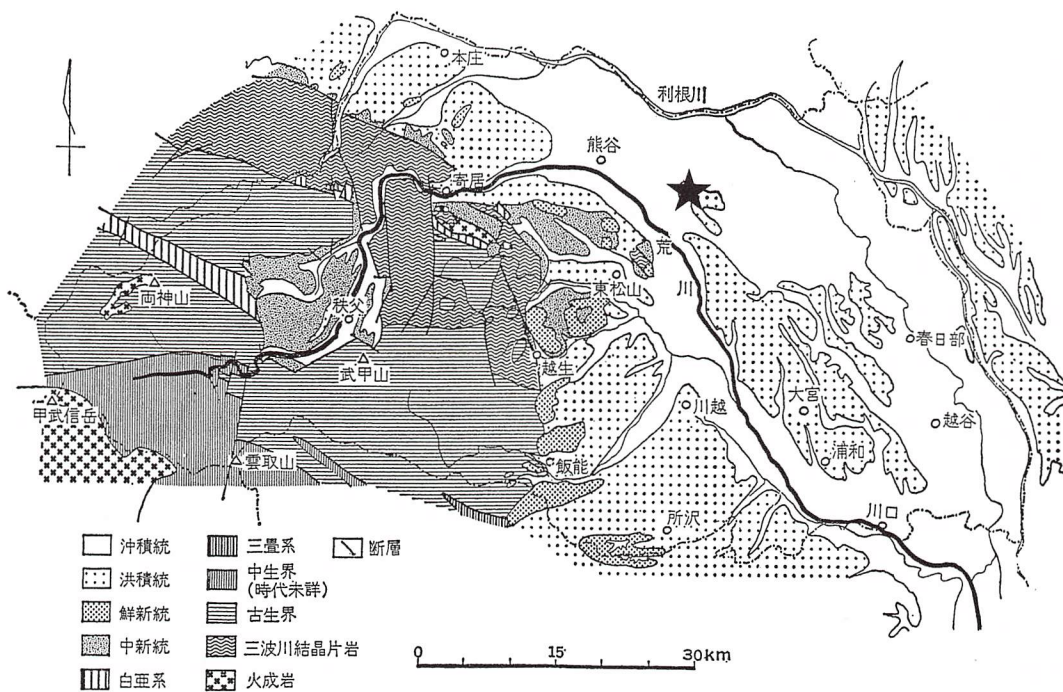 本庄
利根川
熊谷
寄居
荒
川
両神山
秩父
東松山
春日部
武甲山
越生
甲武信岳
川越
大宮
越谷
雲取山
浦和
飯能
所沢
川口
沖積統
洪積統
鮮新統
中新統
白亜系
三畳系
中生界
(時代未詳)
古生界
三波川結晶片岩
火成岩
断層
0 15 30km